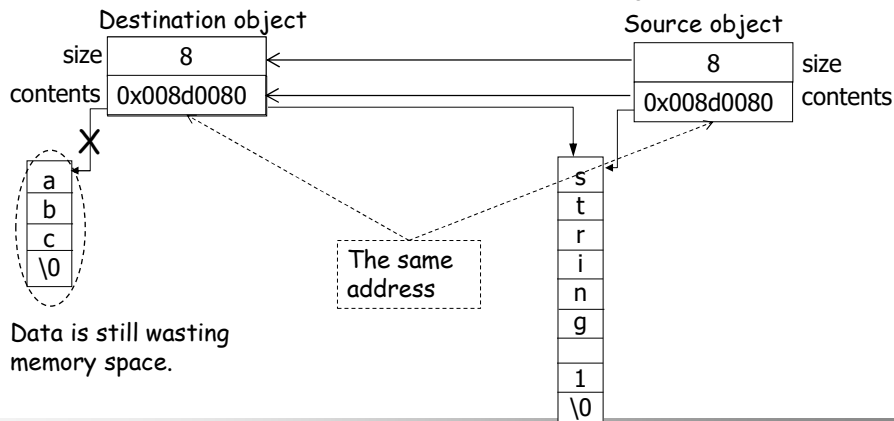 Destination object
Source object
size 8
8 size
contents 0x008d0080
0x008d0080 contents
a
b
c
\0
The same
address
Data is still wasting
memory space.
s
t
r
i
n
g
1
\0